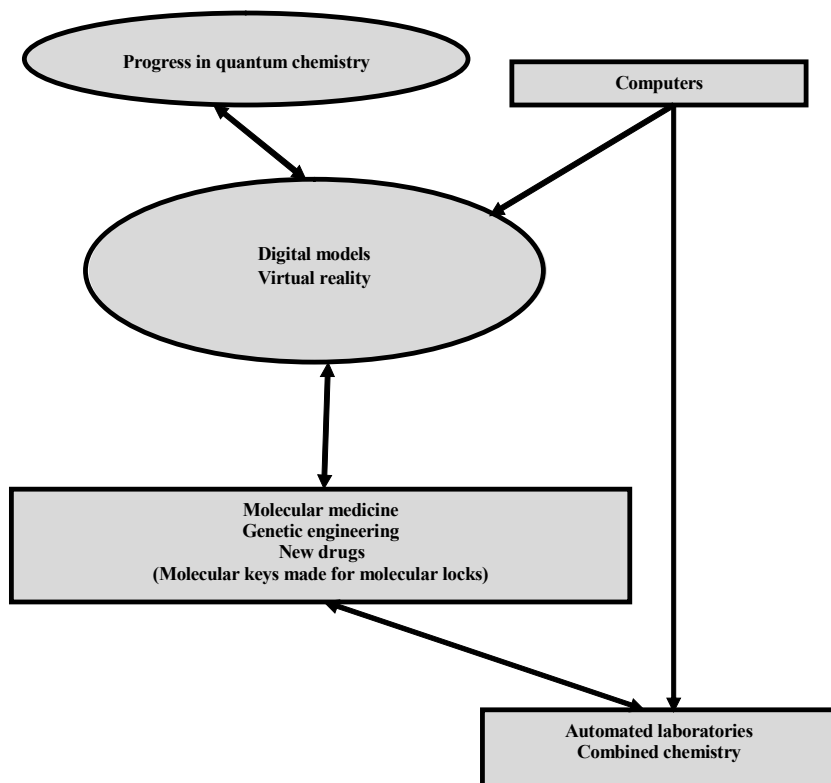 Progress in quantum chemistry
Computers
Digital models
Virtual reality
Molecular medicine
Genetic engineering
New drugs
(Molecular keys made for molecular locks)
Automated laboratories
Combined chemistry